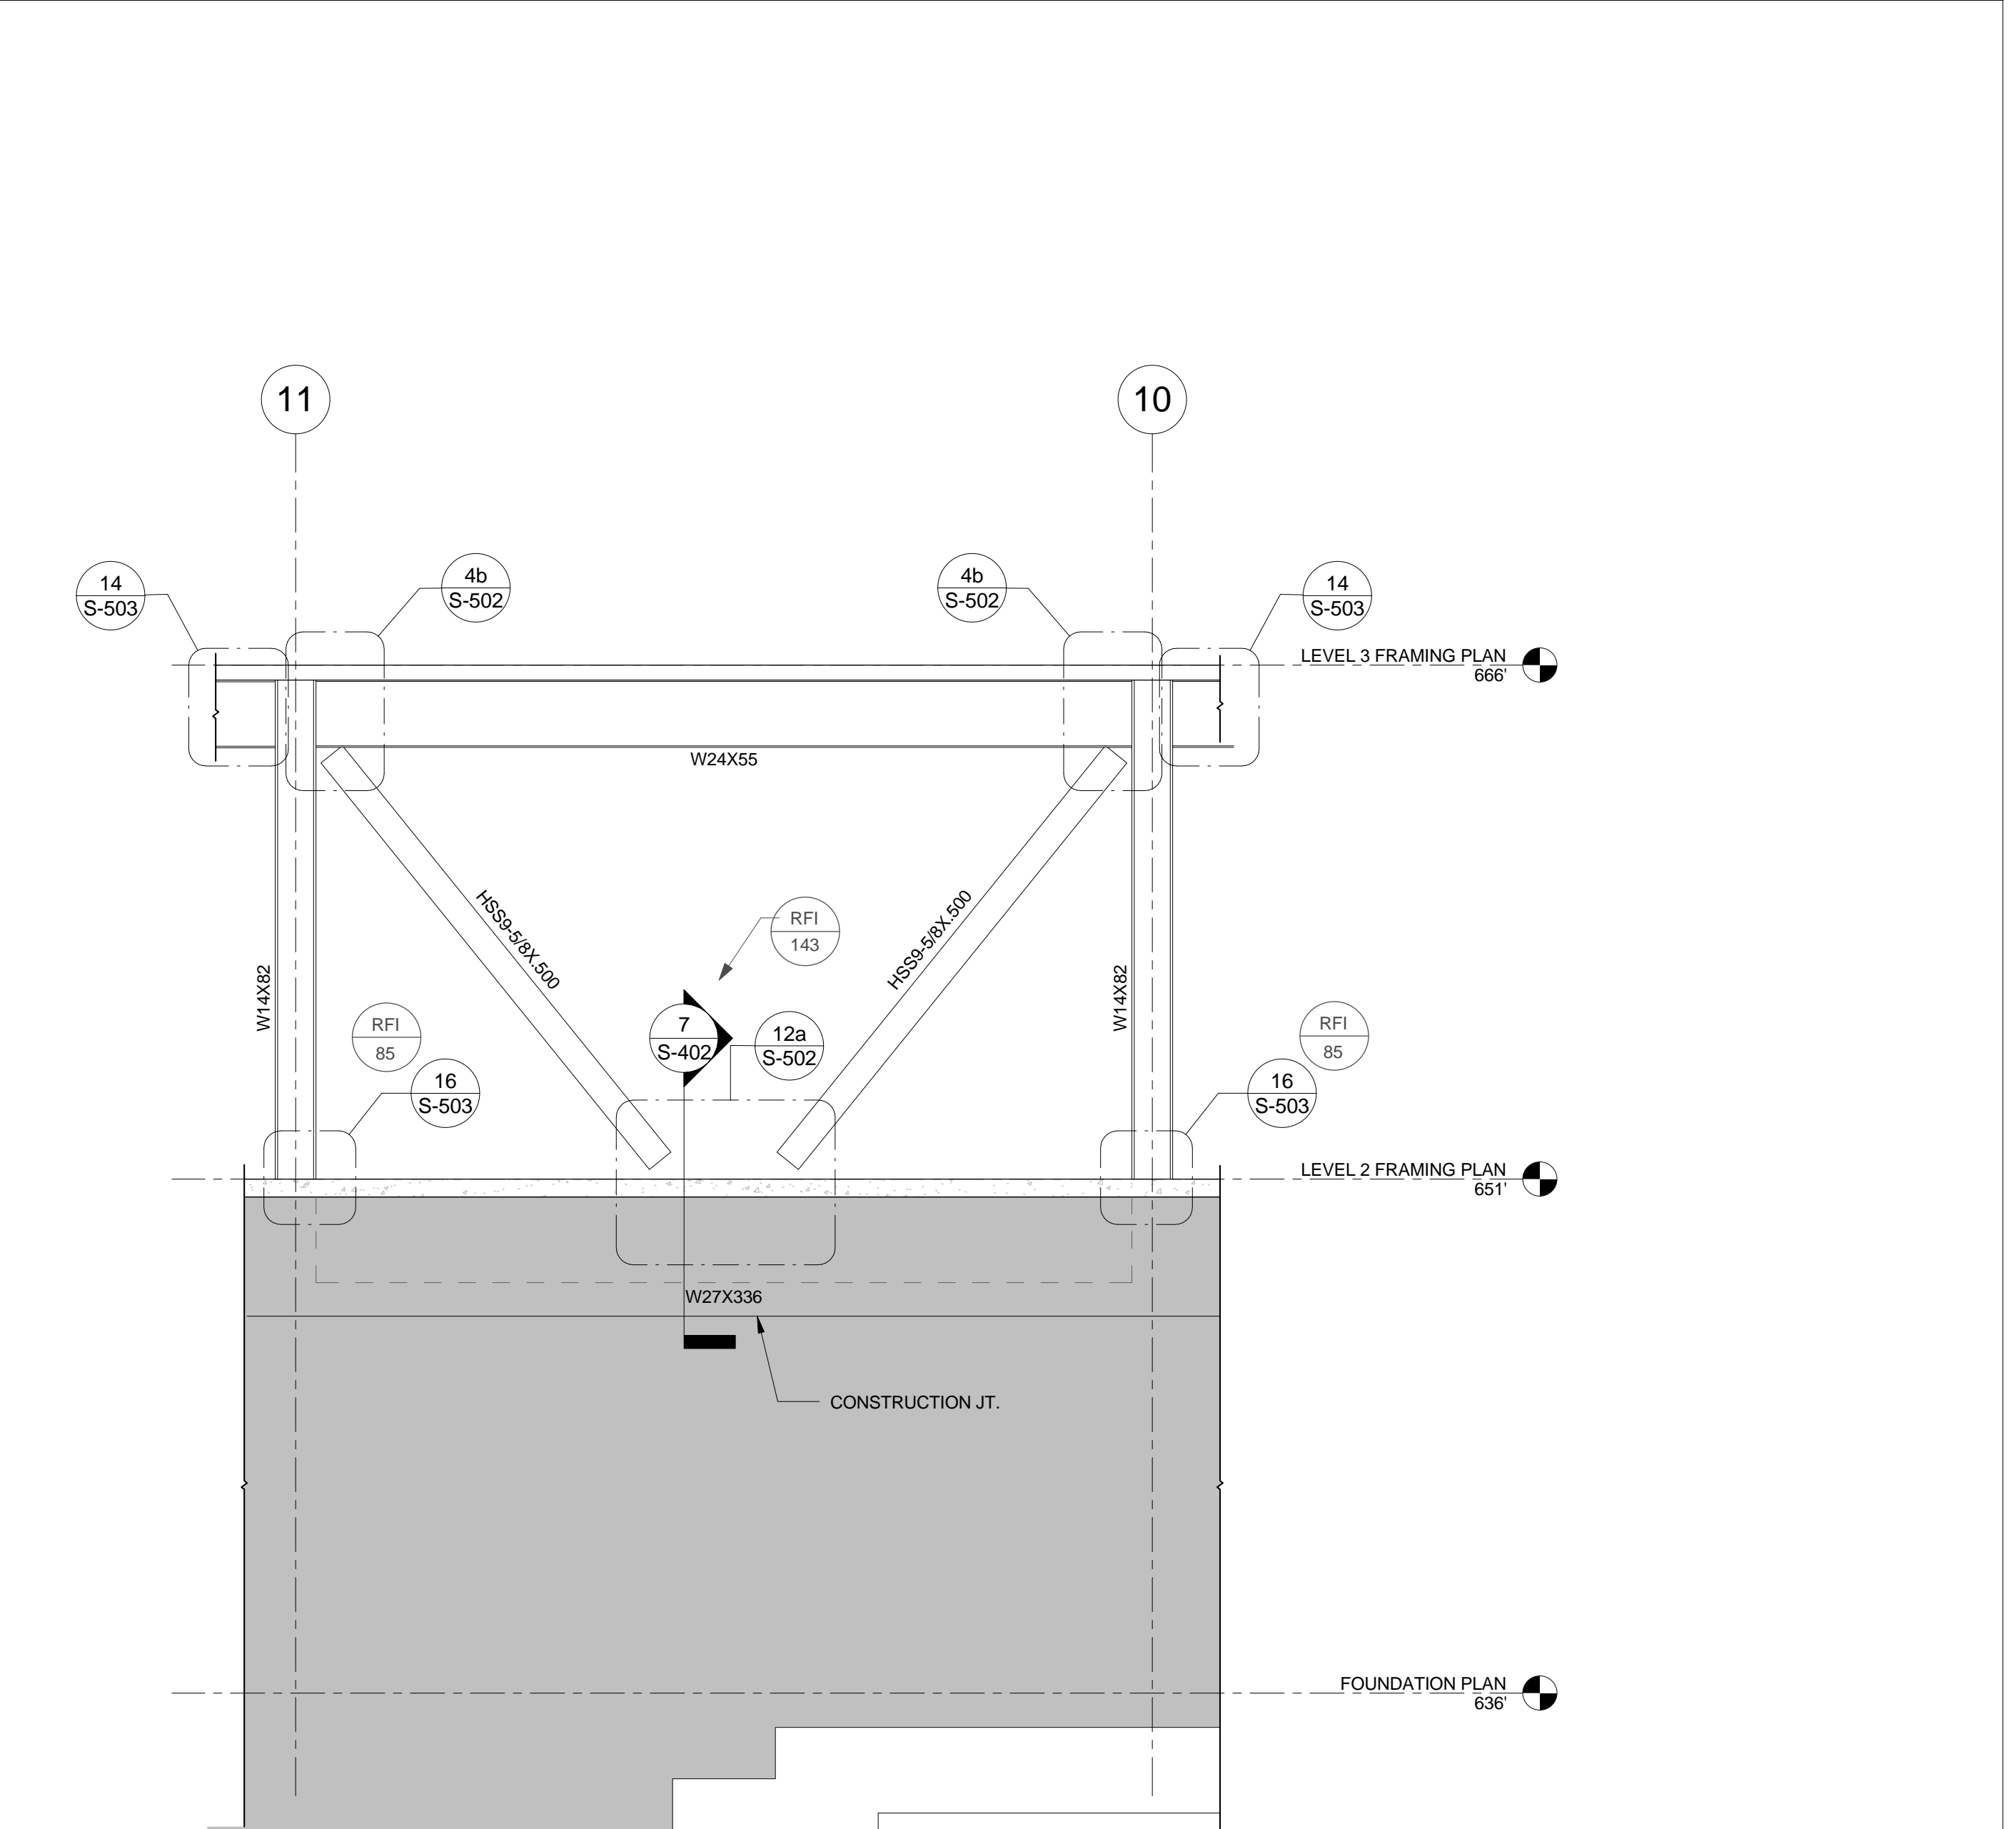 11
10
14
S-503
4b
S-502
4b
S-502
14
S-503
LEVEL 3 FRAMING PLAN
666'
W24X55
HSS9-5/8X.500
HSS9-5/8X.500
RFI
143
W14X82
W14X82
RFI
85
7
S-402
12a
S-502
RFI
85
16
S-503
16
S-503
LEVEL 2 FRAMING PLAN
651'
W27X336
CONSTRUCTION JT.
FOUNDATION PLAN
636'